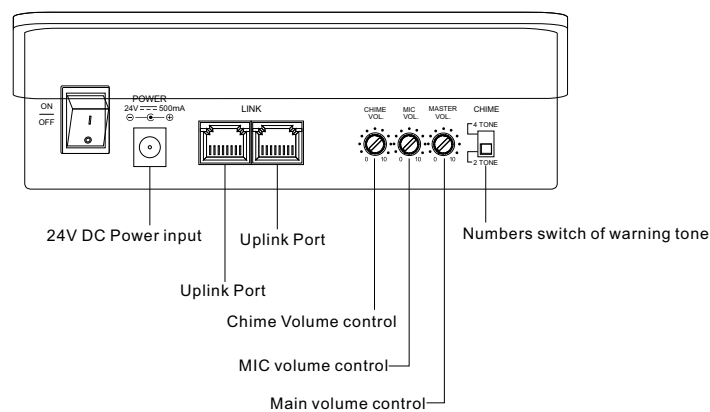 ON
OFF
I
O
POWER
24V ⎓ 500mA
⊖ ⊕
LINK
CHIME VOL.
MIC VOL.
MASTER VOL.
CHIME
4 TONE
2 TONE
0 10
0 10
0 10
24V DC Power input
Uplink Port
Numbers switch of warning tone
Uplink Port
Chime Volume control
MIC volume control
Main volume control